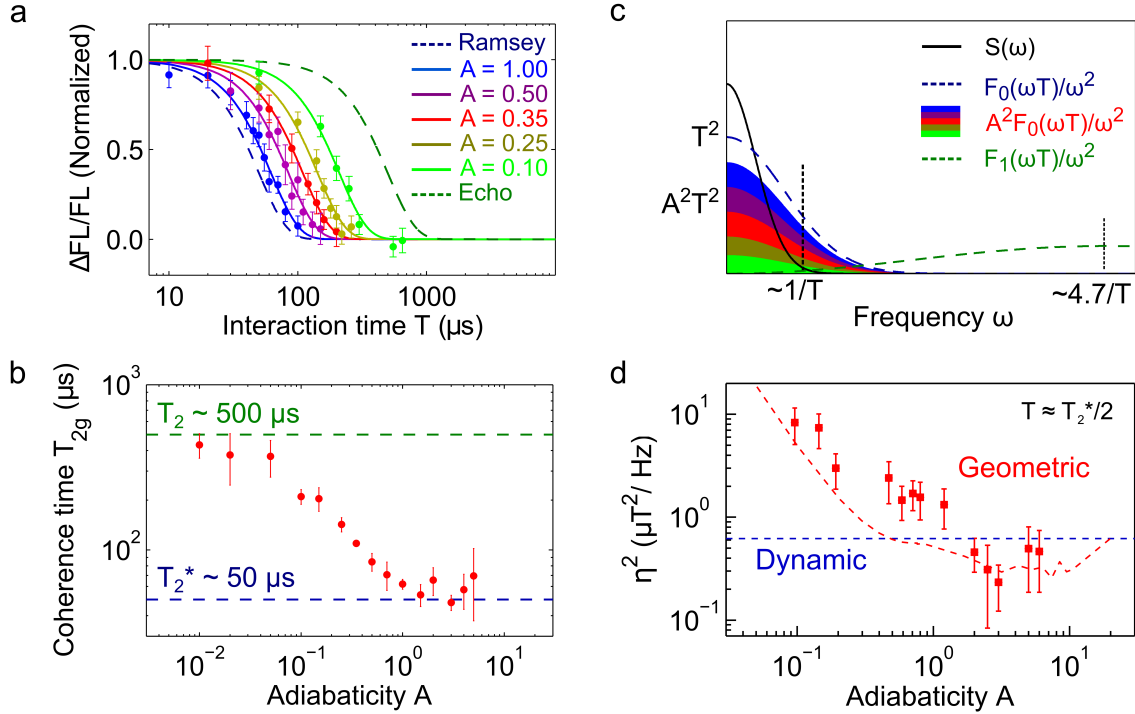 a
ΔFL/FL (Normalized)
1.0
0.5
0.0
Ramsey
A = 1.00
A = 0.50
A = 0.35
A = 0.25
A = 0.10
Echo
10
100
1000
Interaction time T (µs)
c
S(ω)
F₀(ωT)/ω²
A²F₀(ωT)/ω²
F₁(ωT)/ω²
T²
A²T²
~1/T
~4.7/T
Frequency ω
b
Coherence time T₂g (µs)
10³
10²
T₂ ~ 500 µs
T₂* ~ 50 µs
10⁻²
10⁻¹
10⁰
10¹
Adiabaticity A
d
η² (µT²/ Hz)
10¹
10⁰
10⁻¹
T ≈ T₂*/2
Geometric
Dynamic
10⁻¹
10⁰
10¹
Adiabaticity A